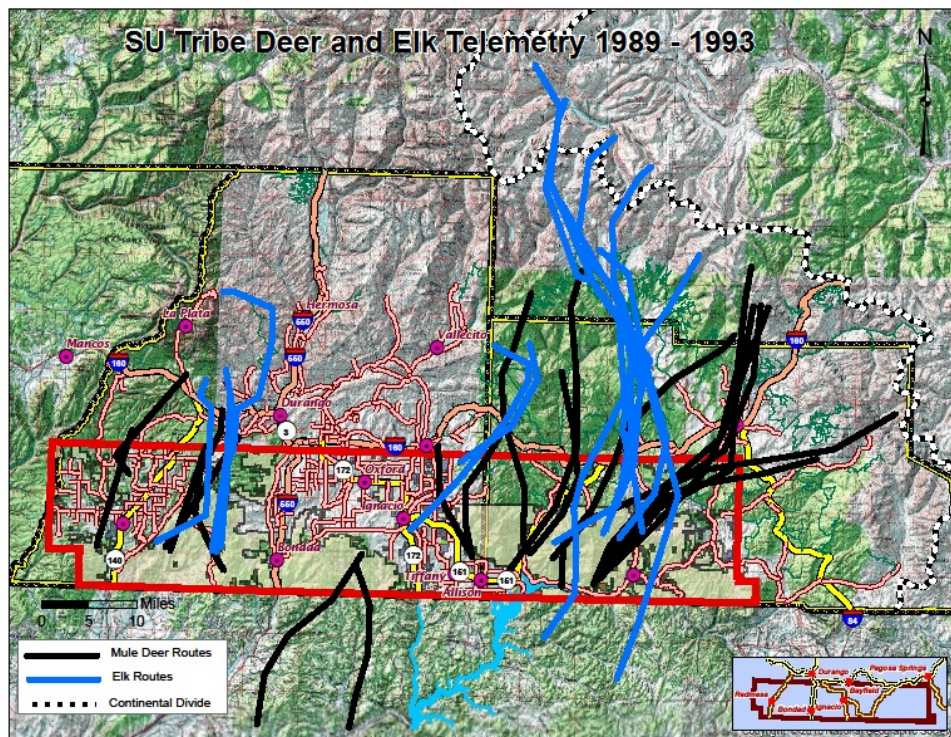 SU Tribe Deer and Elk Telemetry 1989 - 1993
N
Hermosa
550
La Plata
Vallecito
160
Mancos
160
550
Durango
3
160
172
Oxford
Ignacio
550
Bondad
140
172
Tiffany
151
151
Allison
84
Miles
0 5 10
Mule Deer Routes
Elk Routes
Continental Divide
Durango
Pagosa Springs
Redmesa
Bayfield
Bondad
Ignacio